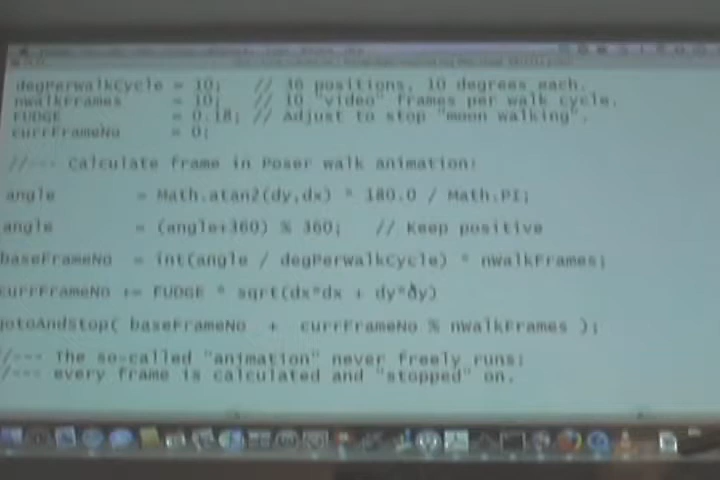 degPerWalkCycle = 10; // 36 positions, 10 degrees each.
nWalkFrames = 10; // 10 "video" frames per walk cycle.
FUDGE = 0.18; // Adjust to stop "moon walking".
currFrameNo = 0;
//--- Calculate frame in Poser walk animation:
angle = Math.atan2(dy,dx) * 180.0 / Math.PI;
angle = (angle+360) % 360; // Keep positive
baseFrameNo = int(angle / degPerWalkCycle) * nWalkFrames;
currFrameNo += FUDGE * sqrt(dx*dx + dy*dy)
gotoAndStop( baseFrameNo + currFrameNo % nWalkFrames );
//--- The so-called "animation" never freely runs;
//--- every frame is calculated and "stopped" on.